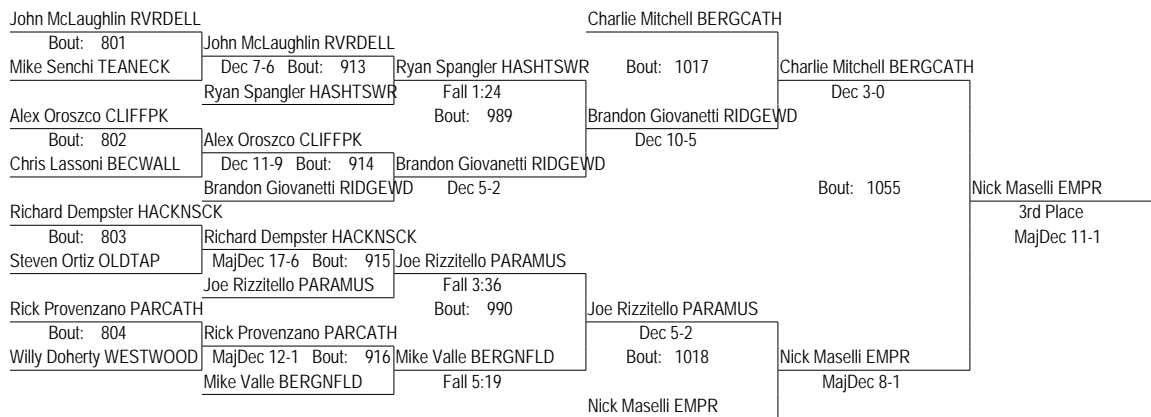 John McLaughlin RVRDELL Charlie Mitchell BERGCATH
Bout: 801 John McLaughlin RVRDELL
Mike Senchi TEANECK Dec 7-6 Bout: 913 Ryan Spangler HASHTSWR Bout: 1017 Charlie Mitchell BERGCATH
Ryan Spangler HASHTSWR Fall 1:24 Dec 3-0
Alex Oroszco CLIFFPK Bout: 989 Brandon Giovanetti RIDGEWD
Bout: 802 Alex Oroszco CLIFFPK Dec 10-5
Chris Lassoni BECWALL Dec 11-9 Bout: 914 Brandon Giovanetti RIDGEWD
Brandon Giovanetti RIDGEWD Dec 5-2 Bout: 1055 Nick Maselli EMPR
Richard Dempster HACKNSCK 3rd Place
Bout: 803 Richard Dempster HACKNSCK MajDec 11-1
Steven Ortiz OLDTAP MajDec 17-6 Bout: 915 Joe Rizzitello PARAMUS
Joe Rizzitello PARAMUS Fall 3:36
Rick Provenzano PARCATH Bout: 990 Joe Rizzitello PARAMUS
Bout: 804 Rick Provenzano PARCATH Dec 5-2
Willy Doherty WESTWOOD MajDec 12-1 Bout: 916 Mike Valle BERGNFLD Bout: 1018 Nick Maselli EMPR
Mike Valle BERGNFLD Fall 5:19 MajDec 8-1
Nick Maselli EMPR